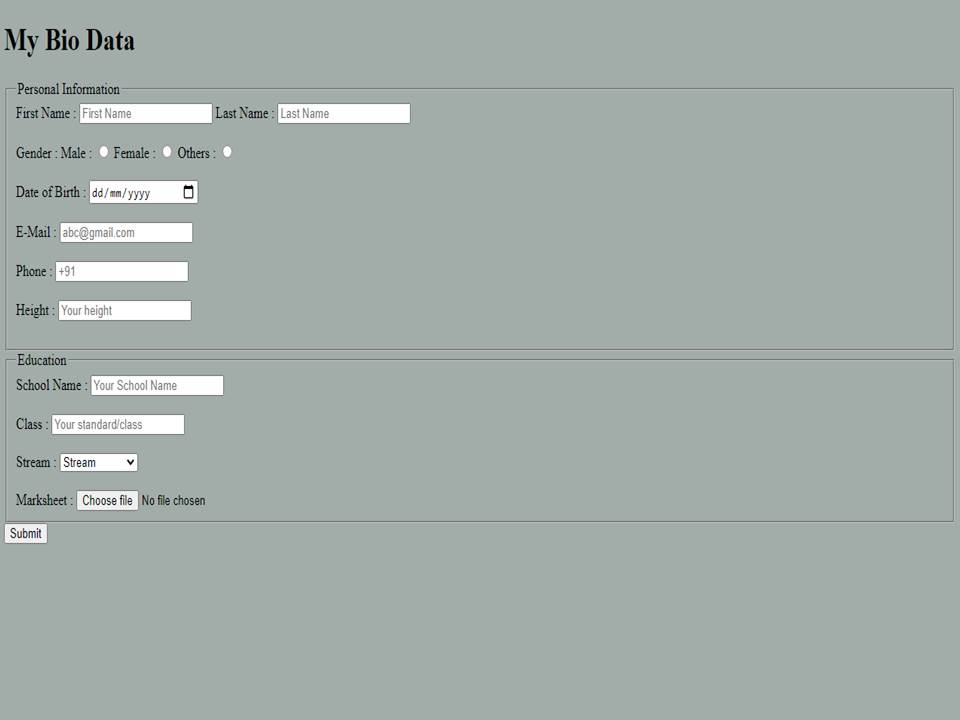 My Bio Data
Personal Information
First Name : First Name Last Name : Last Name
Gender : Male : Female : Others :
Date of Birth : dd/mm/yyyy
E-Mail : abc@gmail.com
Phone : +91
Height : Your height
Education
School Name : Your School Name
Class : Your standard/class
Stream : Stream
Marksheet : Choose file No file chosen
Submit